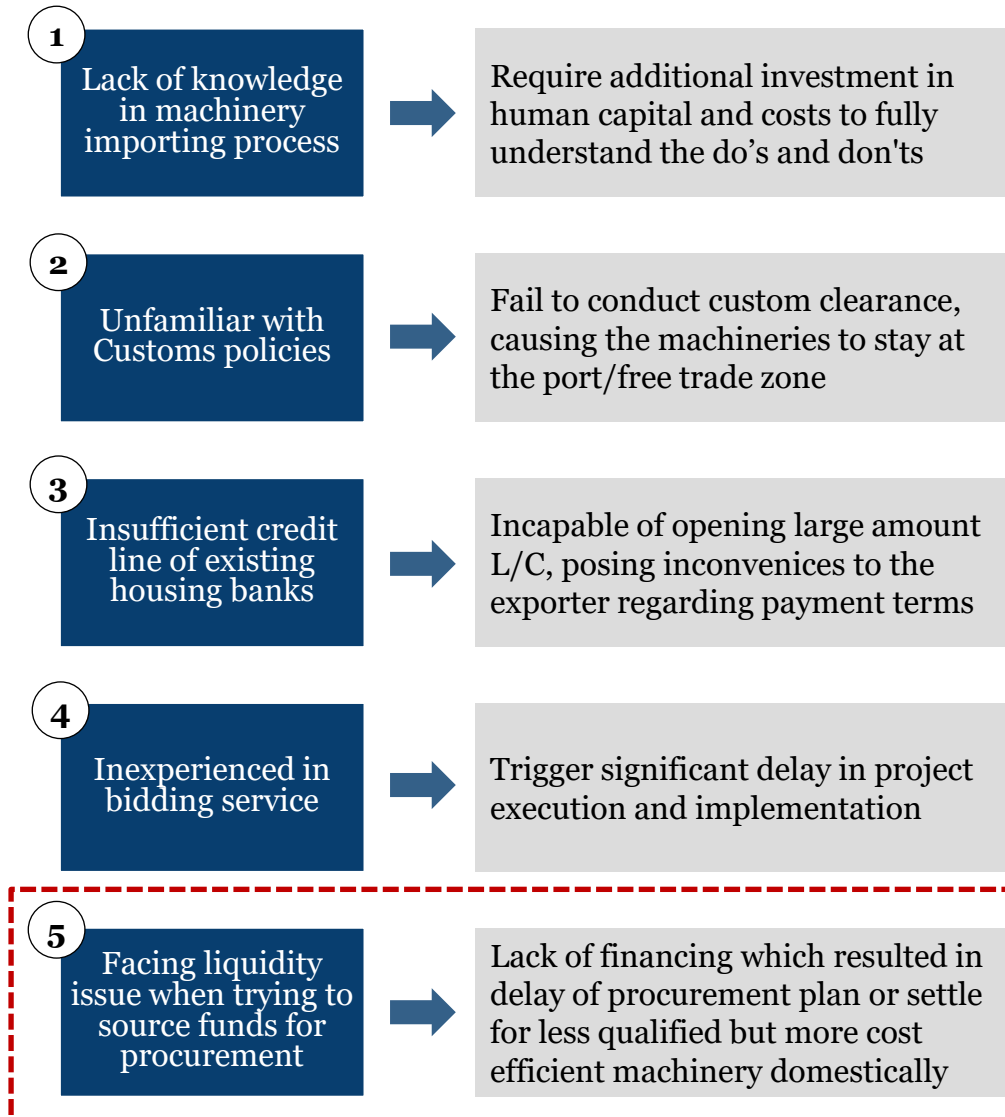 1
Lack of knowledge
in machinery
importing process
Require additional investment in
human capital and costs to fully
understand the do’s and don'ts
2
Unfamiliar with
Customs policies
Fail to conduct custom clearance,
causing the machineries to stay at
the port/free trade zone
3
Insufficient credit
line of existing
housing banks
Incapable of opening large amount
L/C, posing inconvenices to the
exporter regarding payment terms
4
Inexperienced in
bidding service
Trigger significant delay in project
execution and implementation
5
Facing liquidity
issue when trying to
source funds for
procurement
Lack of financing which resulted in
delay of procurement plan or settle
for less qualified but more cost
efficient machinery domestically